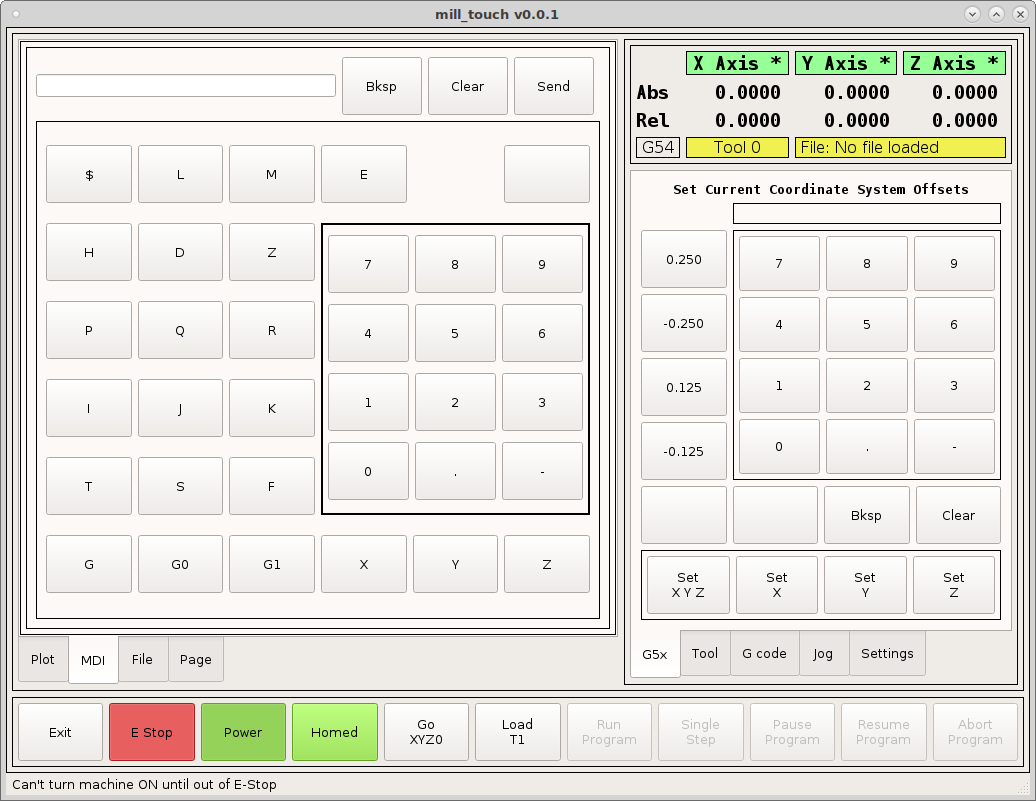 mill_touch v0.0.1
Bksp Clear Send
$ L M E
H D Z
P Q R
I J K
T S F
7 8 9
4 5 6
1 2 3
0 . -
G G0 G1 X Y Z
Plot MDI File Page
X Axis * Y Axis * Z Axis *
Abs 0.0000 0.0000 0.0000
Rel 0.0000 0.0000 0.0000
G54 Tool 0 File: No file loaded
Set Current Coordinate System Offsets
0.250
-0.250
0.125
-0.125
7 8 9
4 5 6
1 2 3
0 . -
Bksp Clear
Set Set Set Set
X Y Z X Y Z
G5x Tool G code Jog Settings
Exit E Stop Power Homed
Go
XYZ0
Load
T1
Run
Program
Single
Step
Pause
Program
Resume
Program
Abort
Program
Can't turn machine ON until out of E-Stop